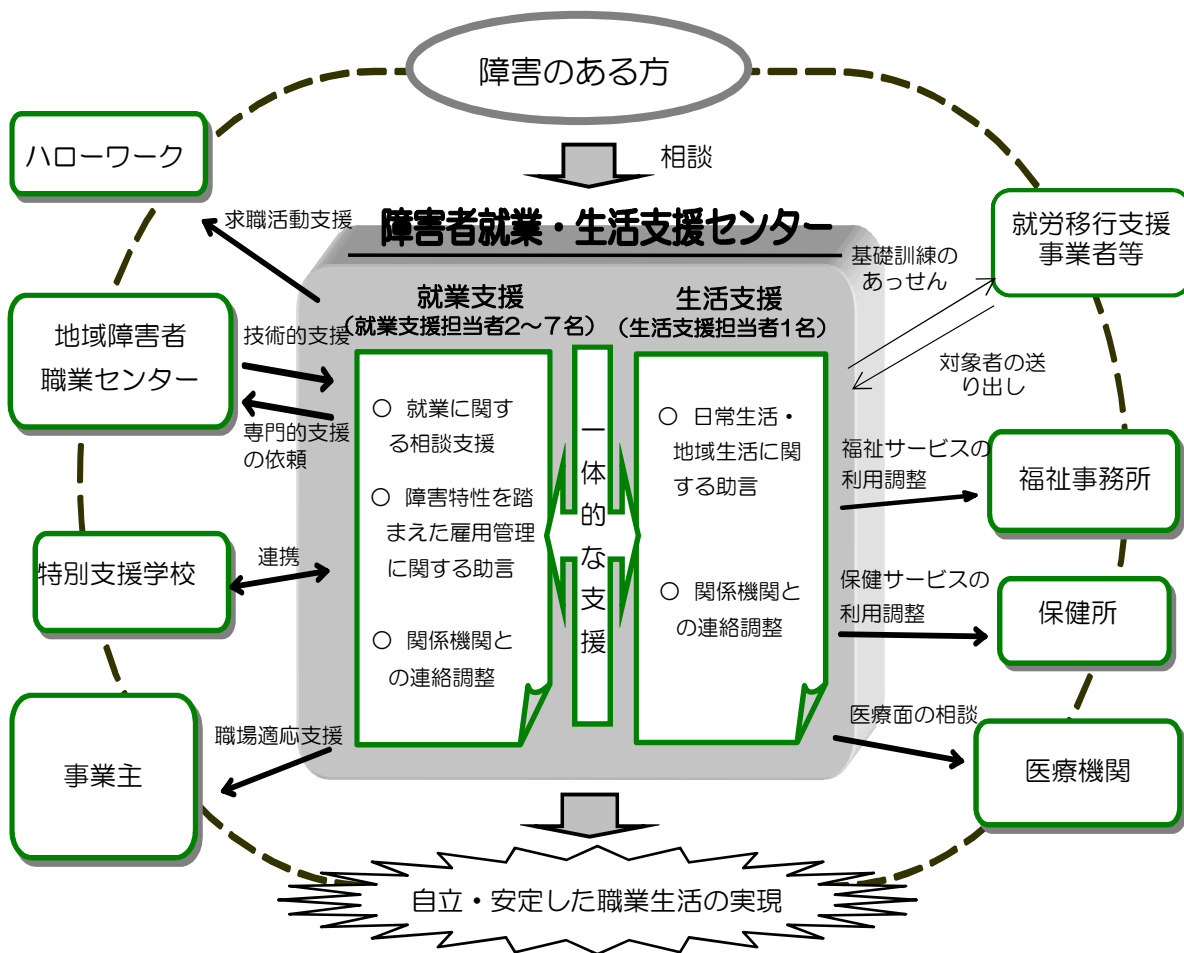 障害のある方
相談
ハローワーク
求職活動支援
障害者就業・生活支援センター
就労移行支援
事業者等
基礎訓練の
あっせん
対象者の送
り出し
地域障害者
職業センター
技術的支援
専門的支援
の依頼
就業支援
(就業支援担当者2~7名)
生活支援
(生活支援担当者1名)
○ 就業に関す
る相談支援
○ 障害特性を踏
まえた雇用管理
に関する助言
○ 関係機関と
の連絡調整
一体的な支援
○ 日常生活・
地域生活に関
する助言
○ 関係機関と
の連絡調整
福祉サービスの
利用調整
福祉事務所
特別支援学校
連携
保健サービスの
利用調整
保健所
事業主
職場適応支援
医療面の相談
医療機関
自立・安定した職業生活の実現